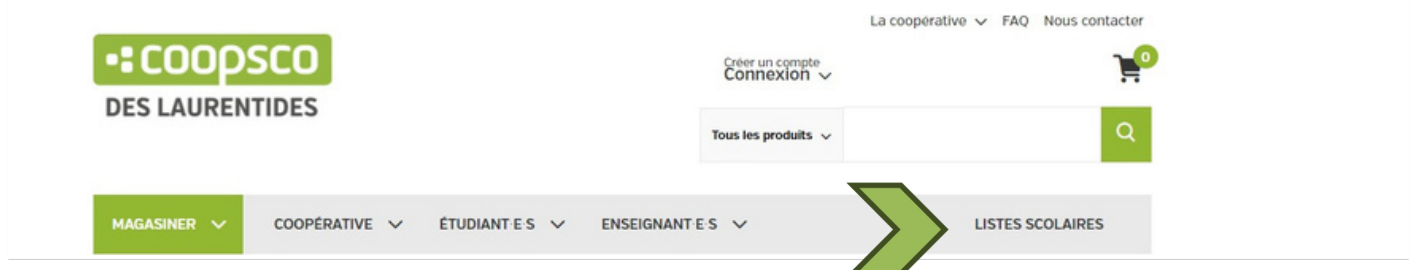 La coopérative FAQ Nous contacter
coopsco
DES LAURENTIDES
Créer un compte
Connexion
0
Tous les produits
MAGASINER COOPÉRATIVE ÉTUDIANT·E·S ENSEIGNANT·E·S LISTES SCOLAIRES